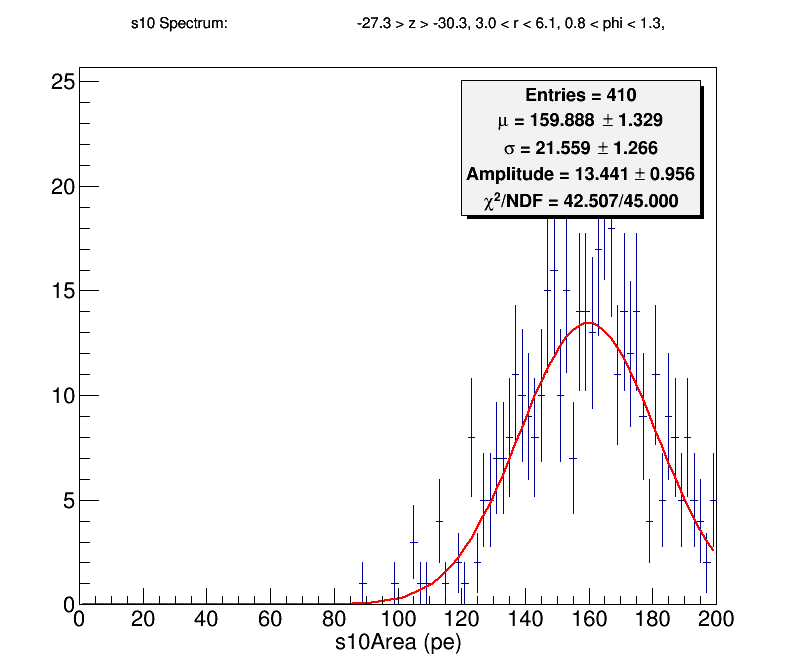 s10 Spectrum: -27.3 > z > -30.3, 3.0 < r < 6.1, 0.8 < phi < 1.3,
Entries = 410
μ = 159.888 ± 1.329
σ = 21.559 ± 1.266
Amplitude = 13.441 ± 0.956
χ²/NDF = 42.507/45.000
25
20
15
10
5
0
0 20 40 60 80 100 120 140 160 180 200
s10Area (pe)